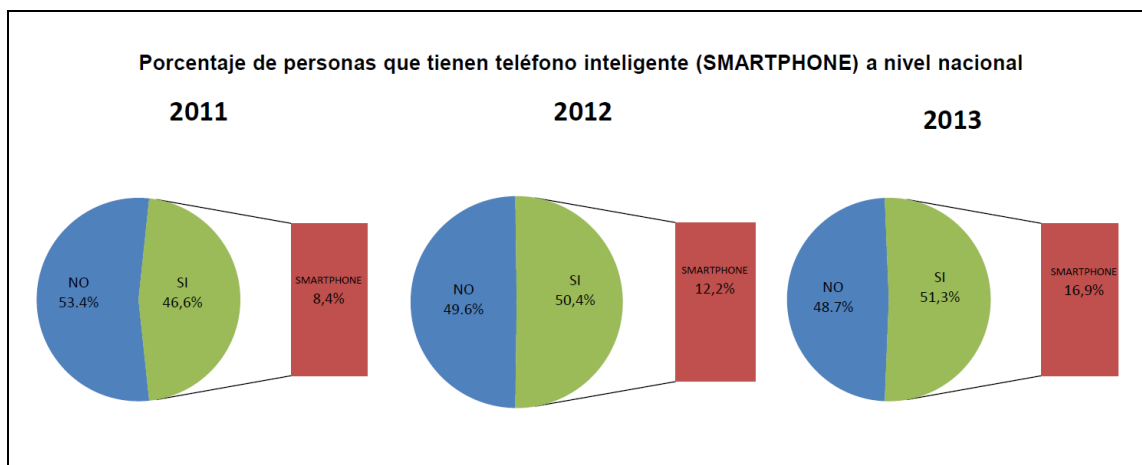 Porcentaje de personas que tienen teléfono inteligente (SMARTPHONE) a nivel nacional
2011
2012
2013
NO
53.4%
SI
46,6%
SMARTPHONE
8,4%
NO
49.6%
SI
50,4%
SMARTPHONE
12,2%
NO
48.7%
SI
51,3%
SMARTPHONE
16,9%